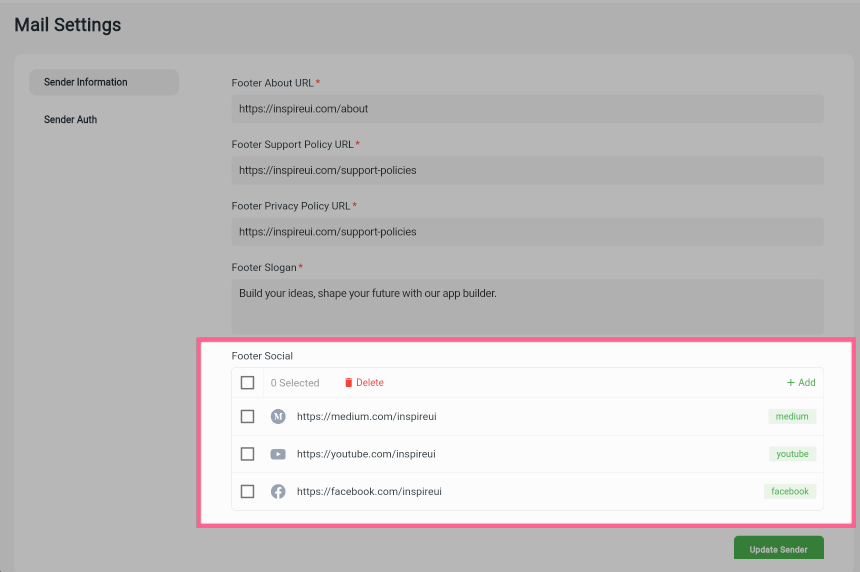 Mail Settings
Sender Information
Sender Auth
Footer About URL*
https://inspireui.com/about
Footer Support Policy URL*
https://inspireui.com/support-policies
Footer Privacy Policy URL*
https://inspireui.com/support-policies
Footer Slogan*
Build your ideas, shape your future with our app builder.
Footer Social
0 Selected Delete + Add
M https://medium.com/inspireui medium
https://youtube.com/inspireui youtube
https://facebook.com/inspireui facebook
Update Sender